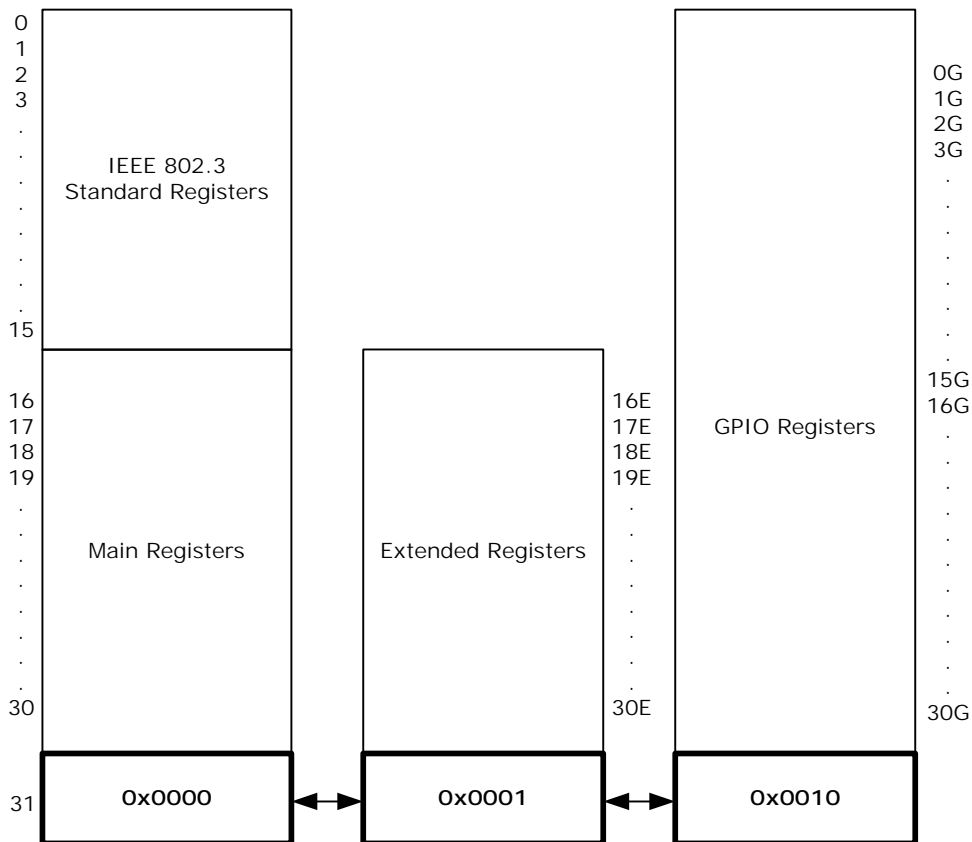 0
1
2
3
.
.
.
.
.
.
.
.
15
IEEE 802.3
Standard Registers
16
17
18
19
.
.
.
.
.
.
.
.
30
Main Registers
Extended Registers
16E
17E
18E
19E
.
.
.
.
.
.
.
.
30E
GPIO Registers
0G
1G
2G
3G
.
.
.
.
.
.
.
.
15G
16G
.
.
.
.
.
.
.
.
.
.
.
30G
31
0x0000
0x0001
0x0010